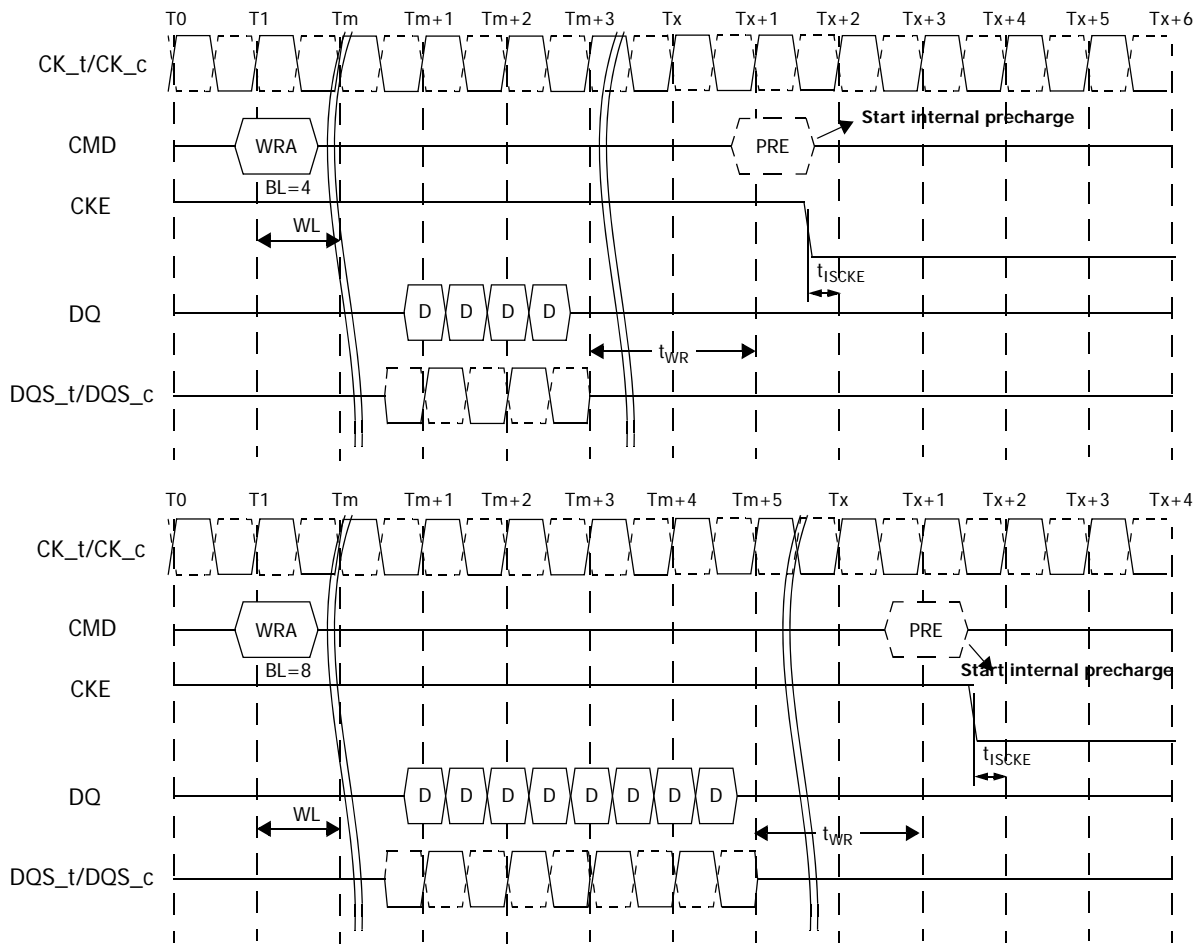 T0 T1 Tm Tm+1 Tm+2 Tm+3 Tx Tx+1 Tx+2 Tx+3 Tx+4 Tx+5 Tx+6
CK_t/CK_c
Start internal precharge
CMD WRA PRE
BL=4
CKE
WL
tISCKE
DQ D D D D
tWR
DQS_t/DQS_c
T0 T1 Tm Tm+1 Tm+2 Tm+3 Tm+4 Tm+5 Tx Tx+1 Tx+2 Tx+3 Tx+4
CK_t/CK_c
CMD WRA PRE
BL=8 Start internal precharge
CKE
tISCKE
DQ D D D D D D D D
WL
tWR
DQS_t/DQS_c